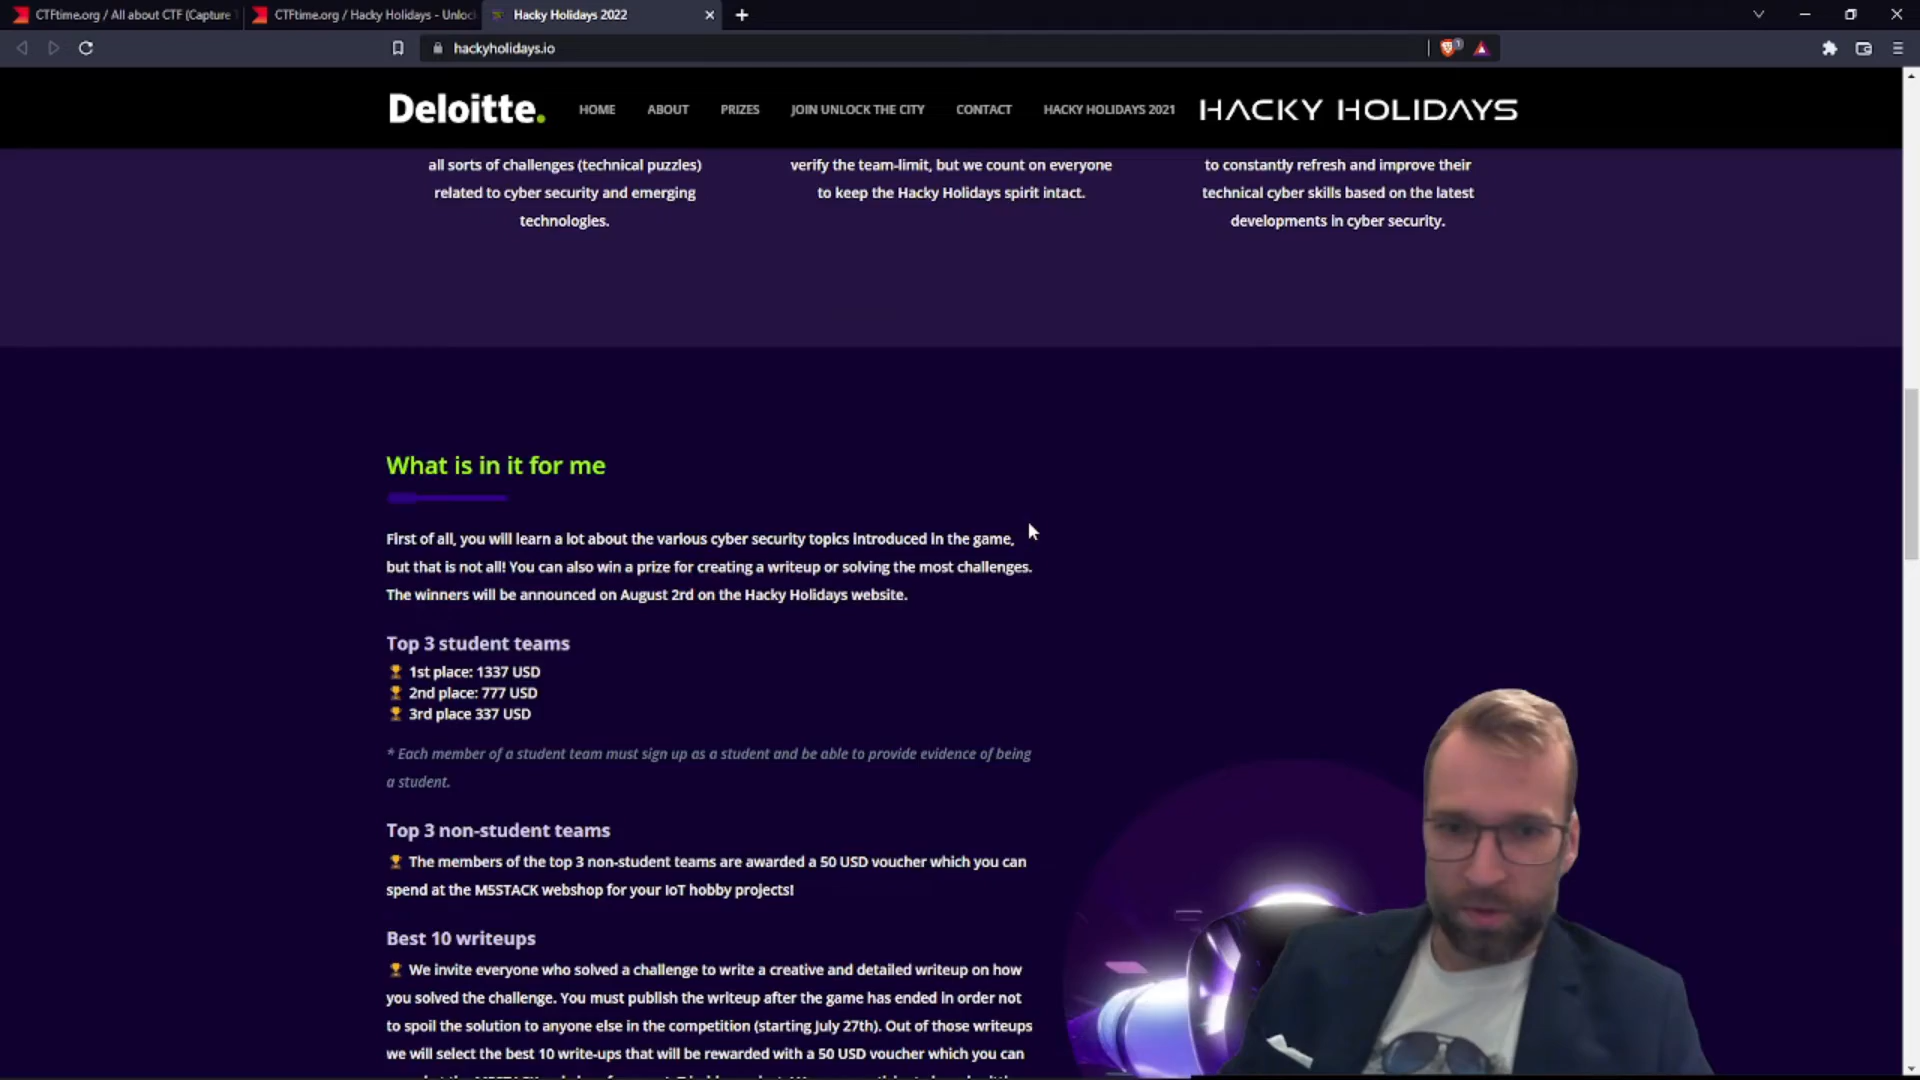 CTFtime.org / All about CTF (Capture
CTFtime.org / Hacky Holidays - Unloc
Hacky Holidays 2022
hackyholidays.io
Deloitte.
HOME
ABOUT
PRIZES
JOIN UNLOCK THE CITY
CONTACT
HACKY HOLIDAYS 2021
HACKY HOLIDAYS
all sorts of challenges (technical puzzles)
related to cyber security and emerging
technologies.
verify the team-limit, but we count on everyone
to keep the Hacky Holidays spirit intact.
to constantly refresh and improve their
technical cyber skills based on the latest
developments in cyber security.
What is in it for me
First of all, you will learn a lot about the various cyber security topics introduced in the game,
but that is not all! You can also win a prize for creating a writeup or solving the most challenges.
The winners will be announced on August 2rd on the Hacky Holidays website.
Top 3 student teams
1st place: 1337 USD
2nd place: 777 USD
3rd place 337 USD
* Each member of a student team must sign up as a student and be able to provide evidence of being
a student.
Top 3 non-student teams
The members of the top 3 non-student teams are awarded a 50 USD voucher which you can
spend at the M5STACK webshop for your IoT hobby projects!
Best 10 writeups
We invite everyone who solved a challenge to write a creative and detailed writeup on how
you solved the challenge. You must publish the writeup after the game has ended in order not
to spoil the solution to anyone else in the competition (starting July 27th). Out of those writeups
we will select the best 10 write-ups that will be rewarded with a 50 USD voucher which you can